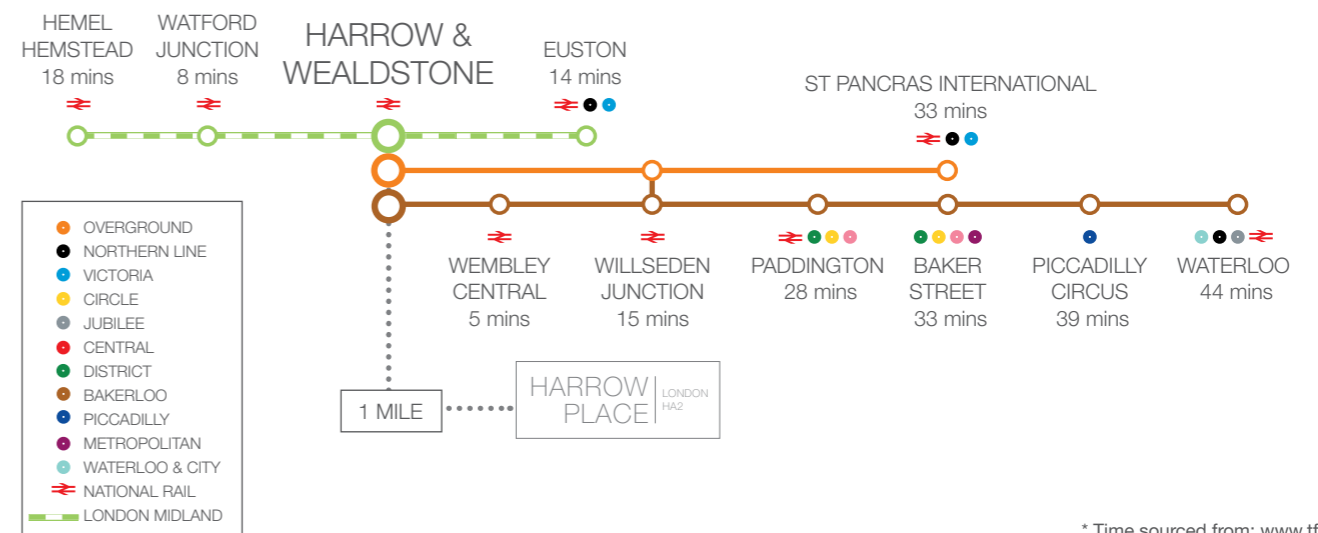 HEMEL
HEMSTEAD
18 mins
WATFORD
JUNCTION
8 mins
HARROW &
WEALDSTONE
EUSTON
14 mins
ST PANCRAS INTERNATIONAL
33 mins
OVERGROUND
NORTHERN LINE
VICTORIA
CIRCLE
JUBILEE
CENTRAL
DISTRICT
BAKERLOO
PICCADILLY
METROPOLITAN
WATERLOO & CITY
NATIONAL RAIL
LONDON MIDLAND
WEMBLEY
CENTRAL
5 mins
WILLSEDEN
JUNCTION
15 mins
PADDINGTON
28 mins
BAKER
STREET
33 mins
PICCADILLY
CIRCUS
39 mins
WATERLOO
44 mins
1 MILE
HARROW
PLACE
LONDON
HA2
* Time sourced from: www.tf